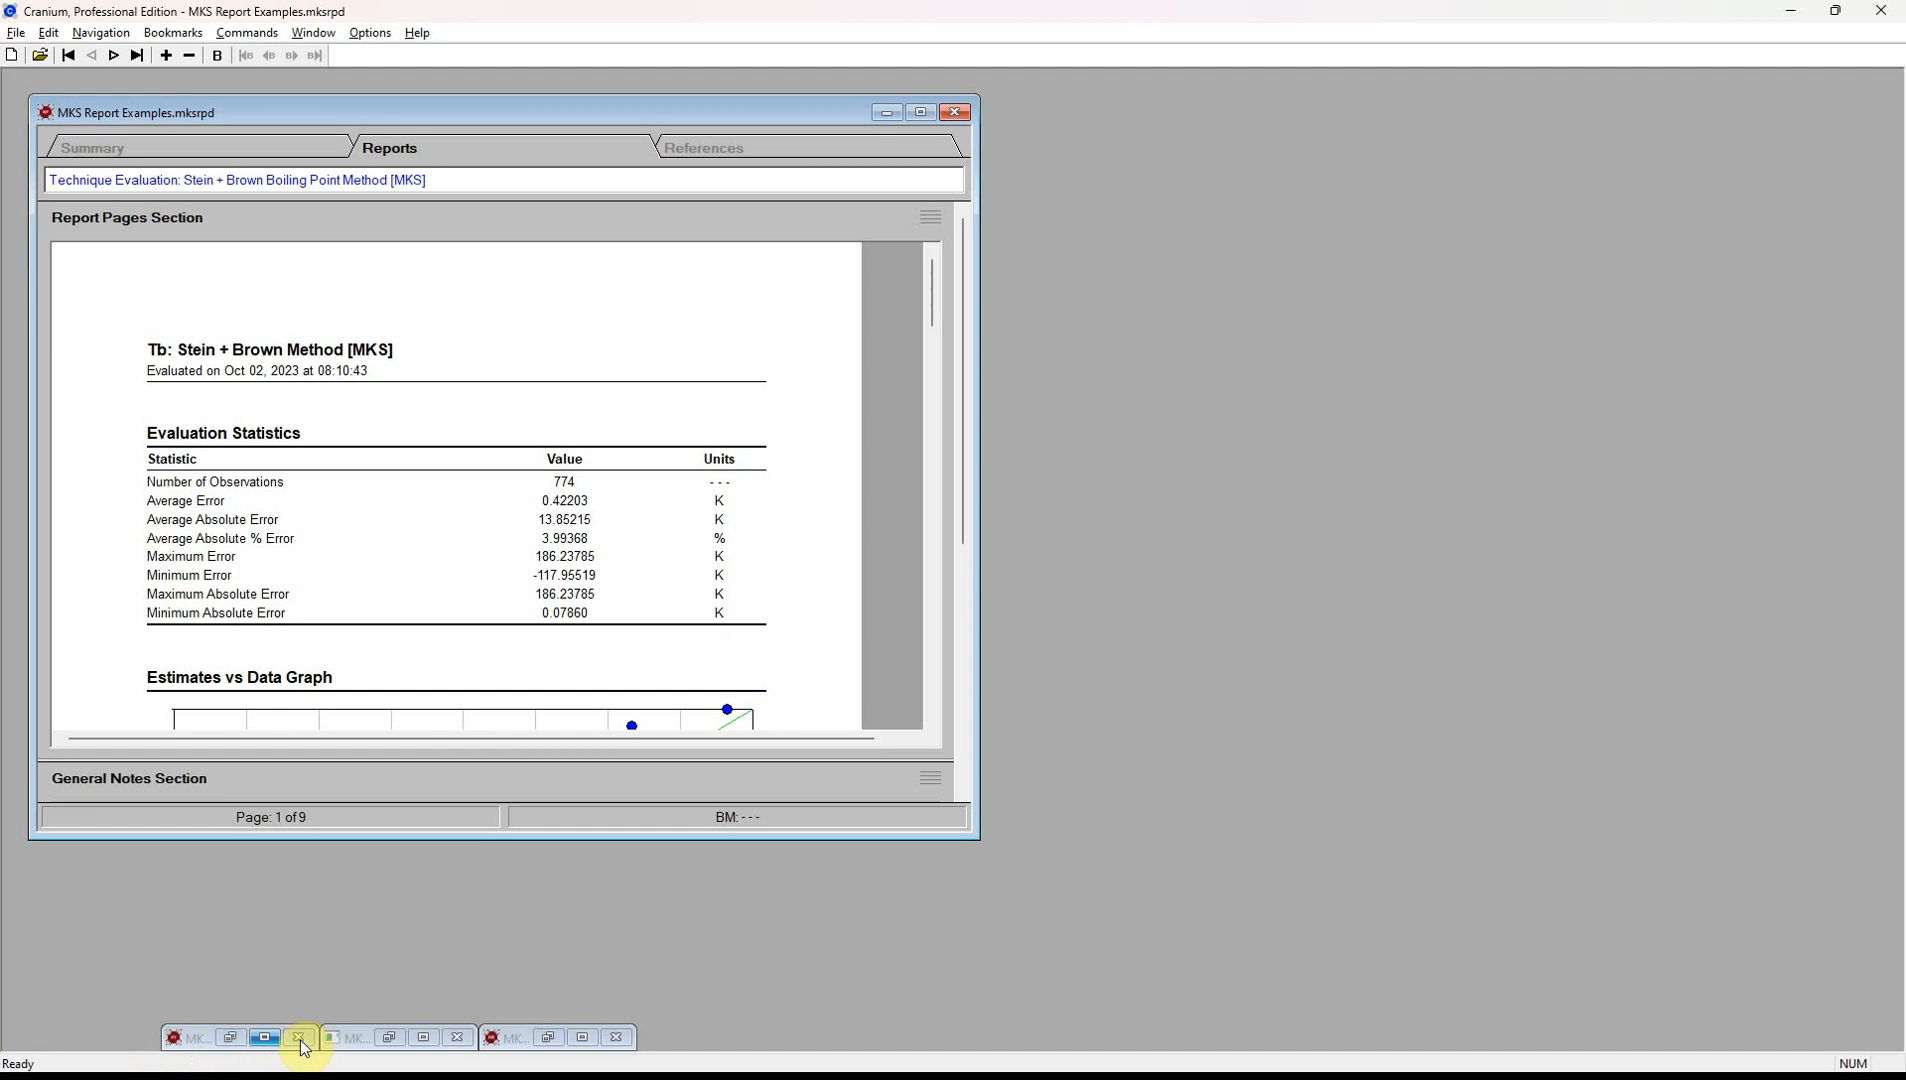 Cranium, Professional Edition - MKS Report Examples.mksrpd
File Edit Navigation Bookmarks Commands Window Options Help
B B B B B
MKS Report Examples.mksrpd
Summary Reports References
Technique Evaluation: Stein + Brown Boiling Point Method [MKS]
Report Pages Section
Tb: Stein + Brown Method [MKS]
Evaluated on Oct 02, 2023 at 08:10:43
Evaluation Statistics
Statistic Value Units
Number of Observations 774 - - -
Average Error 0.42203 K
Average Absolute Error 13.85215 K
Average Absolute % Error 3.99368 %
Maximum Error 186.23785 K
Minimum Error -117.95519 K
Maximum Absolute Error 186.23785 K
Minimum Absolute Error 0.07860 K
Estimates vs Data Graph
General Notes Section
Page: 1 of 9 BM: - - -
MK... MK... MK...
Ready NUM